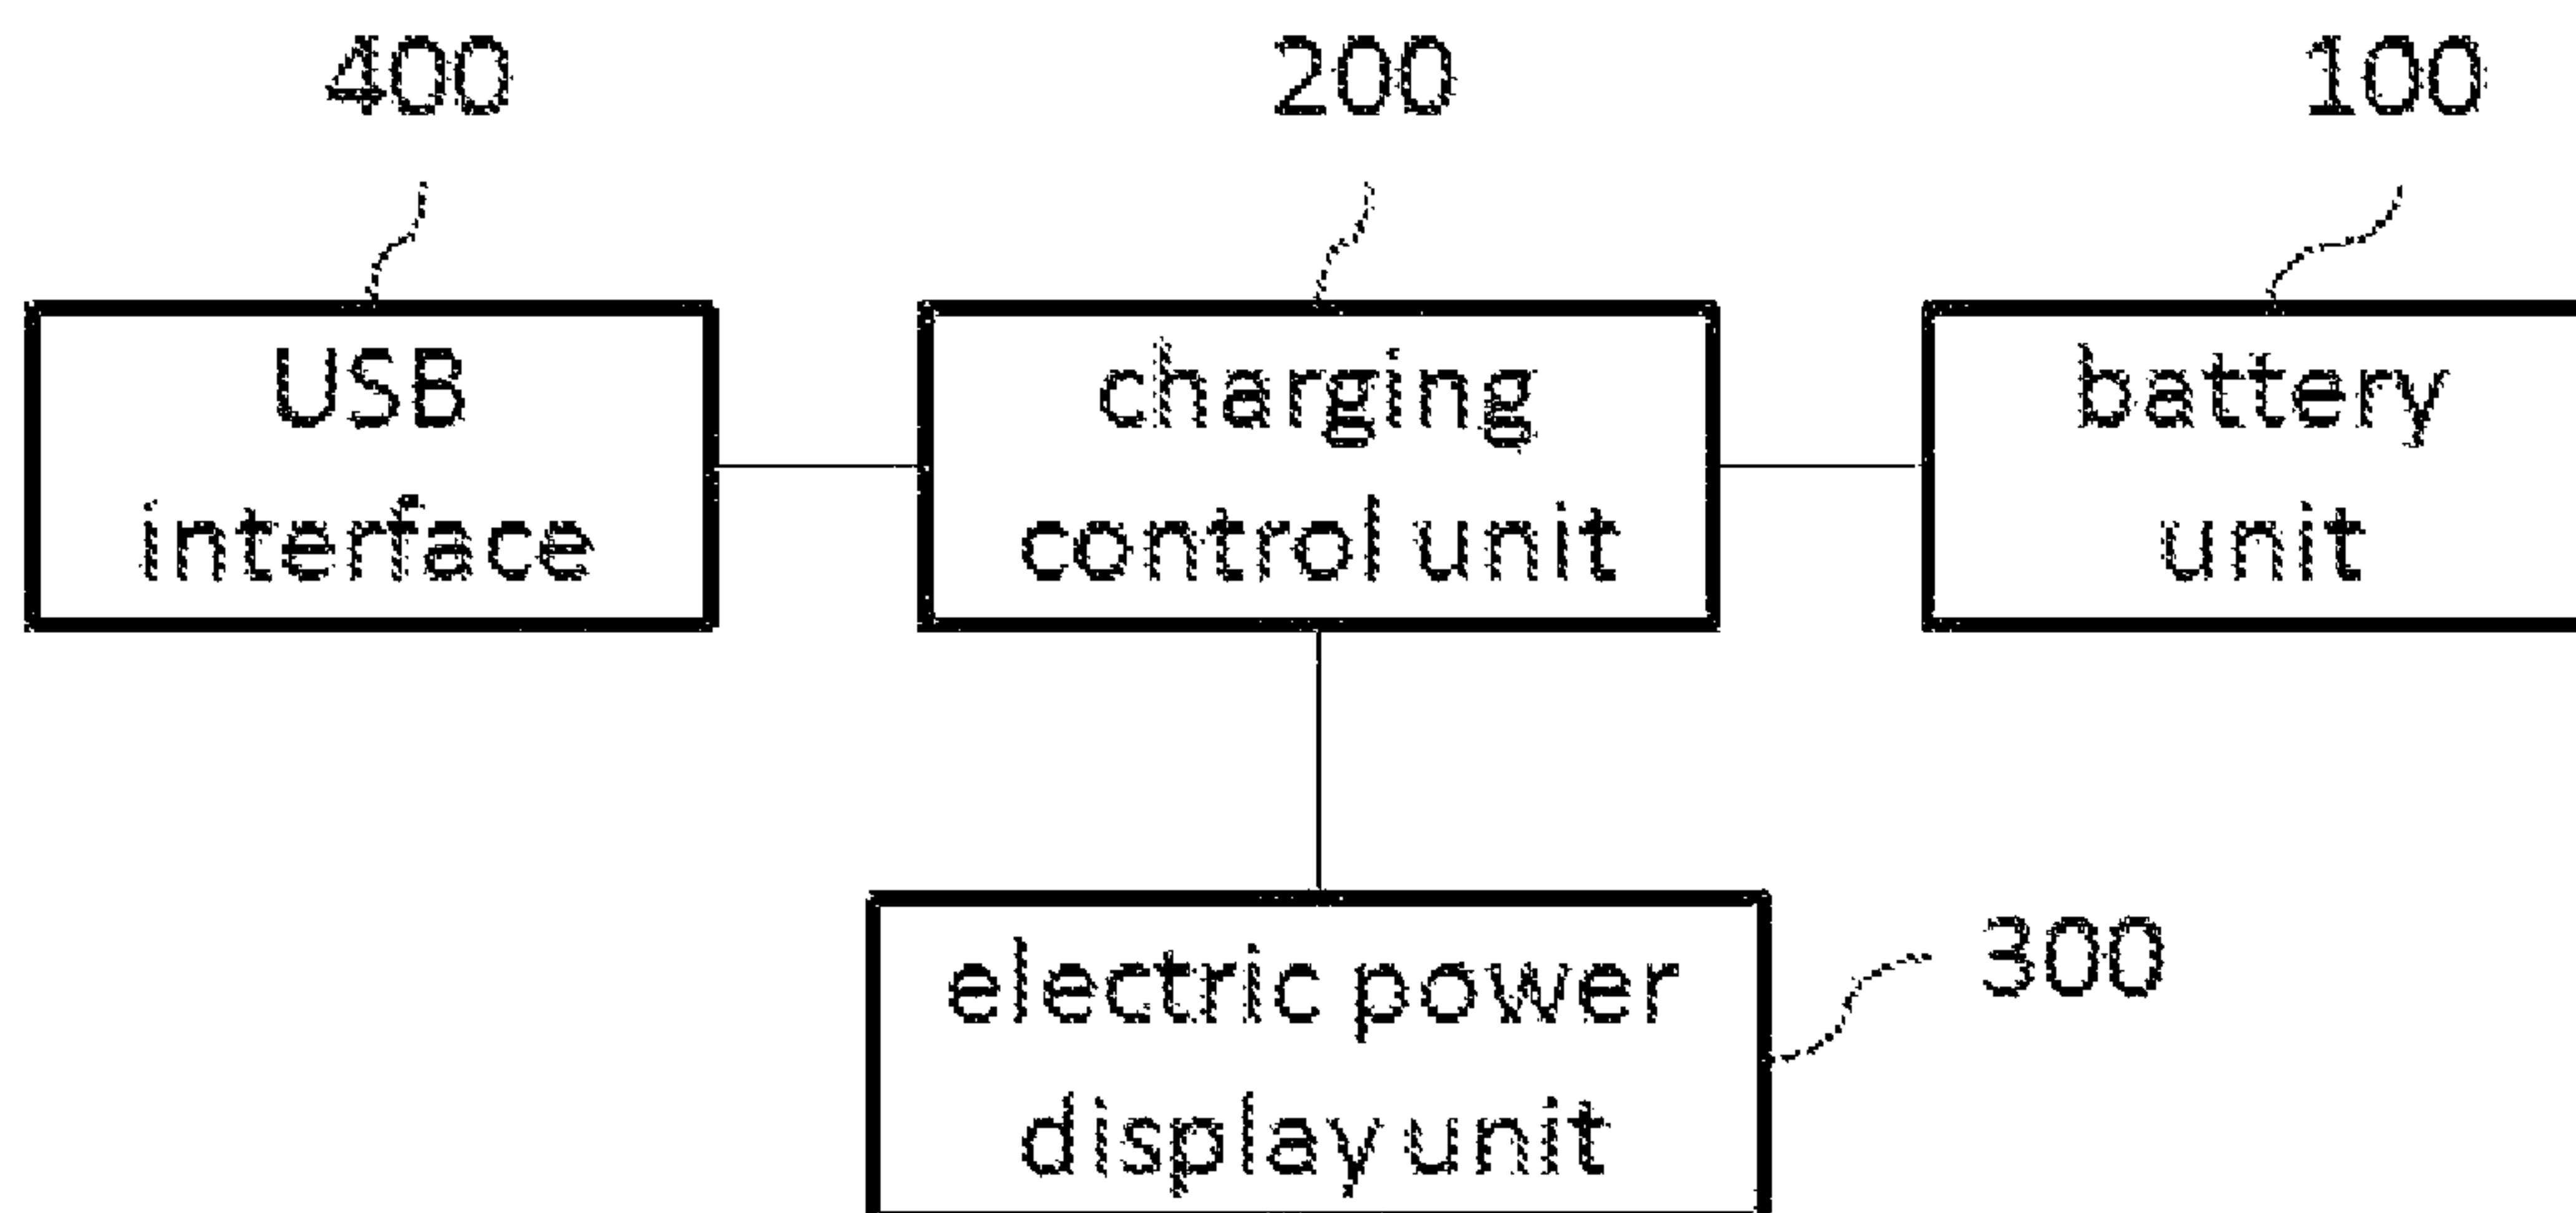 400
200
100
USB
interface
charging
control unit
battery
unit
electric power
display unit
300